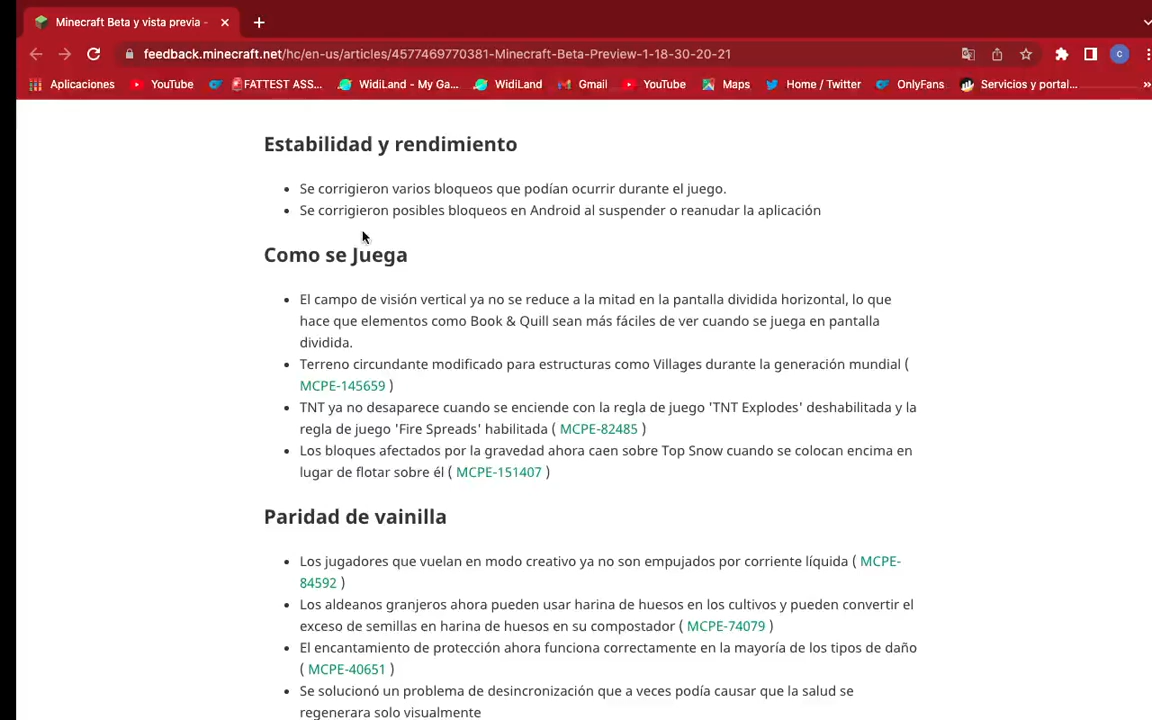 Minecraft Beta y vista previa -
feedback.minecraft.net/hc/en-us/articles/4577469770381-Minecraft-Beta-Preview-1-18-30-20-21
C
Aplicaciones YouTube FATTEST ASS... WidiLand - My Ga... WidiLand Gmail YouTube Maps Home / Twitter OnlyFans Servicios y portal... »
Estabilidad y rendimiento
• Se corrigieron varios bloqueos que podían ocurrir durante el juego.
• Se corrigieron posibles bloqueos en Android al suspender o reanudar la aplicación
Como se Juega
• El campo de visión vertical ya no se reduce a la mitad en la pantalla dividida horizontal, lo que
hace que elementos como Book & Quill sean más fáciles de ver cuando se juega en pantalla
dividida.
• Terreno circundante modificado para estructuras como Villages durante la generación mundial (
MCPE-145659 )
• TNT ya no desaparece cuando se enciende con la regla de juego 'TNT Explodes' deshabilitada y la
regla de juego 'Fire Spreads' habilitada ( MCPE-82485 )
• Los bloques afectados por la gravedad ahora caen sobre Top Snow cuando se colocan encima en
lugar de flotar sobre él ( MCPE-151407 )
Paridad de vainilla
• Los jugadores que vuelan en modo creativo ya no son empujados por corriente líquida ( MCPE-
84592 )
• Los aldeanos granjeros ahora pueden usar harina de huesos en los cultivos y pueden convertir el
exceso de semillas en harina de huesos en su compostador ( MCPE-74079 )
• El encantamiento de protección ahora funciona correctamente en la mayoría de los tipos de daño
( MCPE-40651 )
• Se solucionó un problema de desincronización que a veces podía causar que la salud se
regenerara solo visualmente